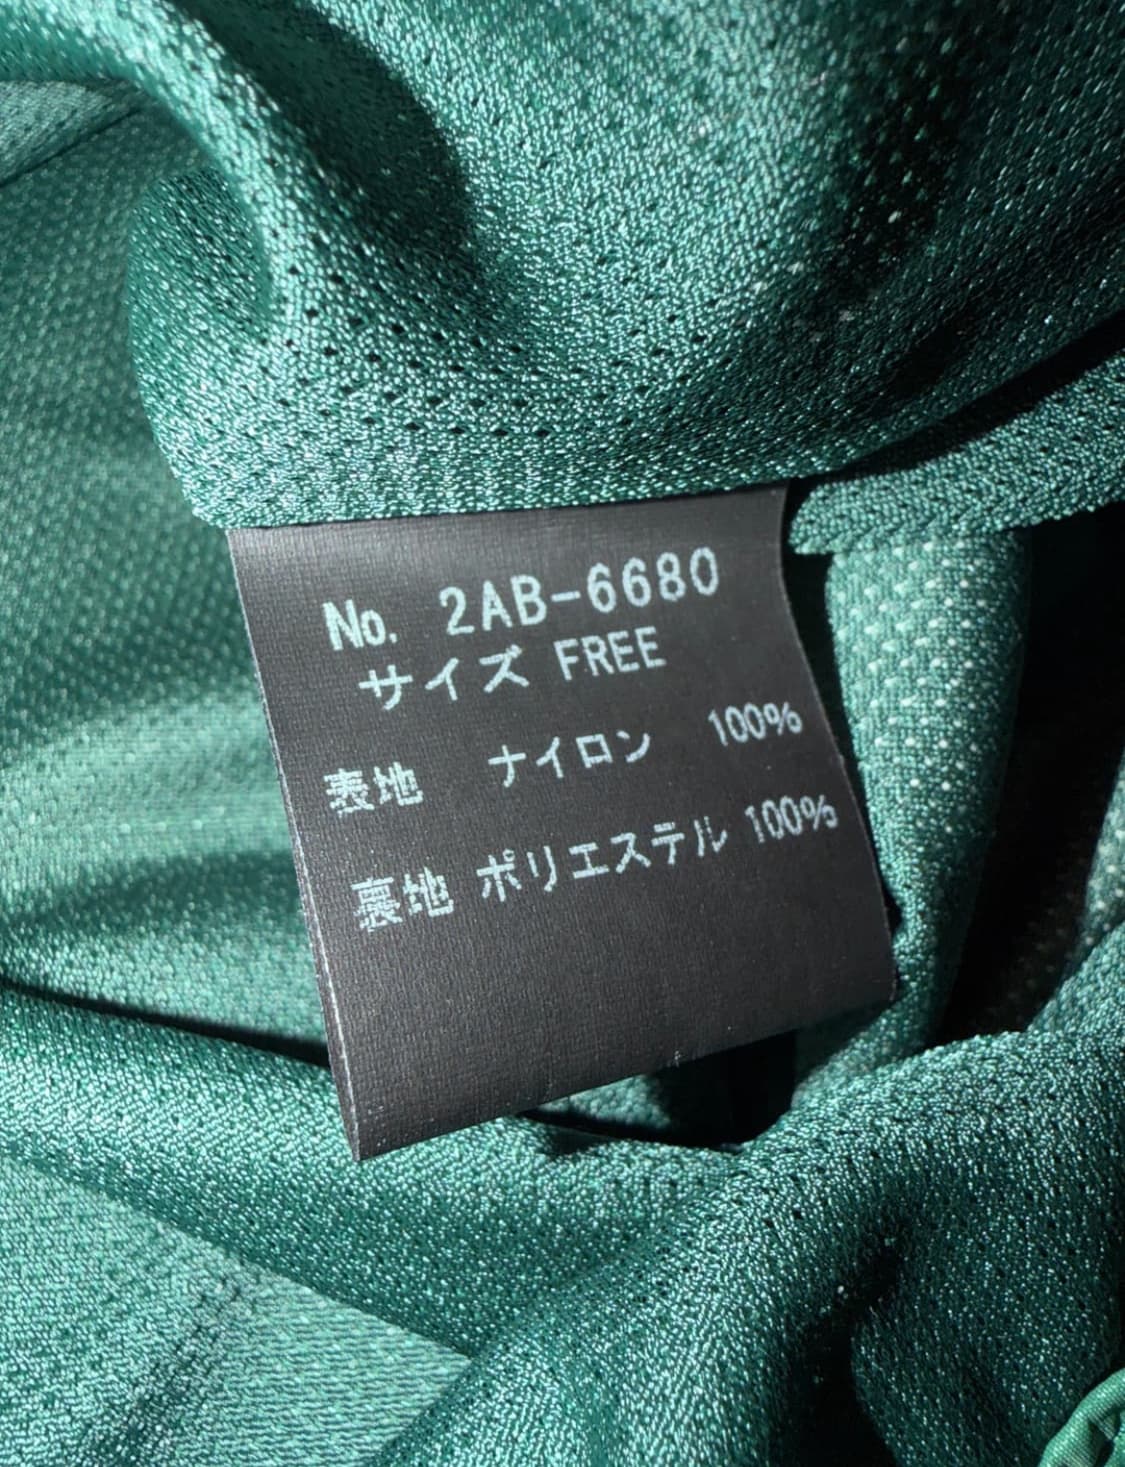 No. 2AB-6680
サイズ FREE
表地 ナイロン 100%
裏地 ポリエステル 100%